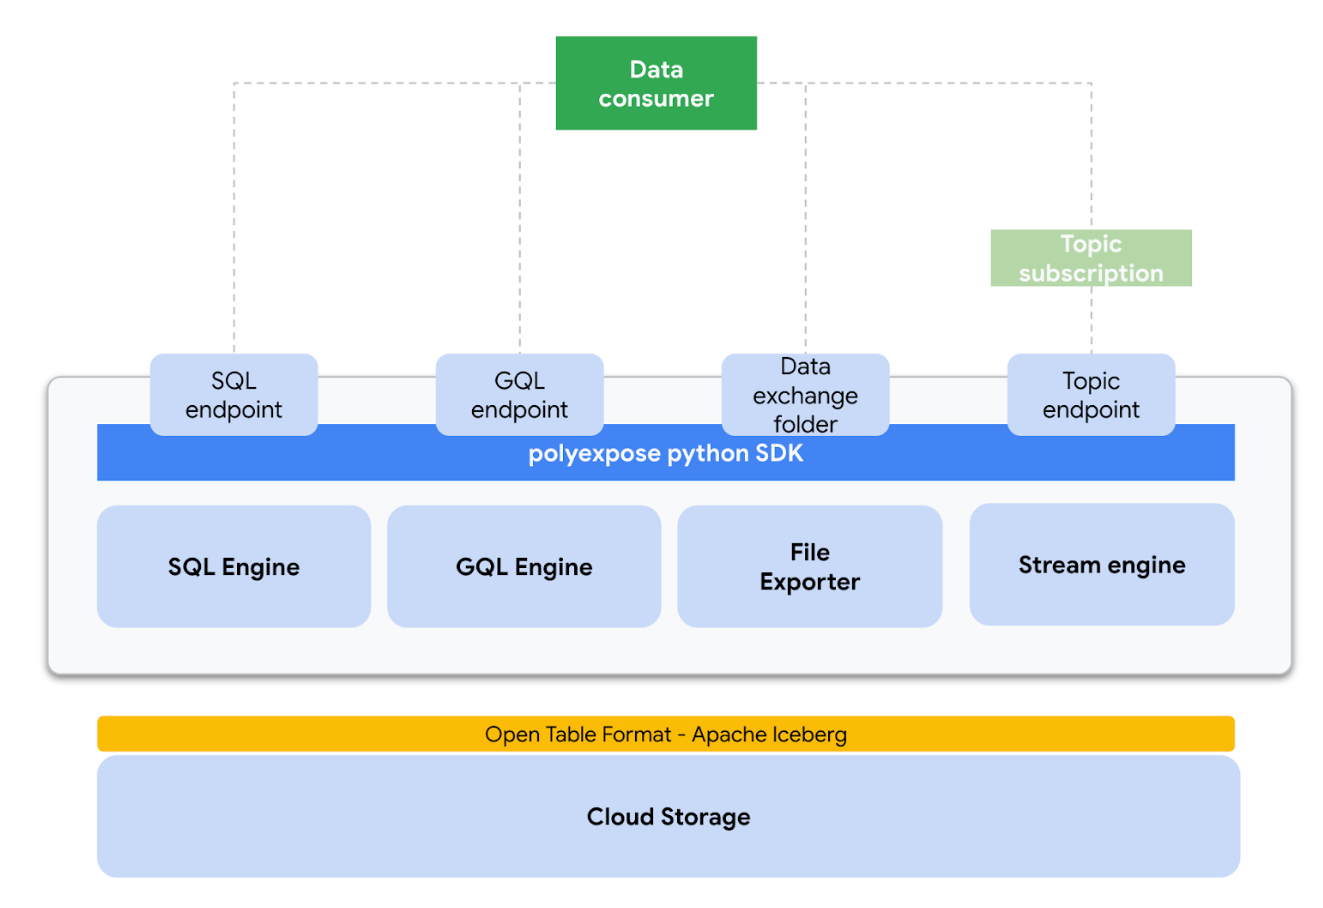 Data
consumer
Topic
subscription
SQL
endpoint
GQL
endpoint
Data
exchange
folder
Topic
endpoint
polyexpose python SDK
SQL Engine
GQL Engine
File
Exporter
Stream engine
Open Table Format - Apache Iceberg
Cloud Storage